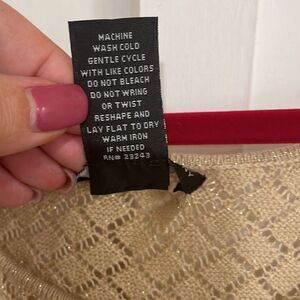 MACHINE
WASH COLD
GENTLE CYCLE
WITH LIKE COLORS
DO NOT BLEACH
DO NOT WRING
OR TWIST
RESHAPE AND
LAY FLAT TO DRY
WARM IRON
IF NEEDED
RN# 23243